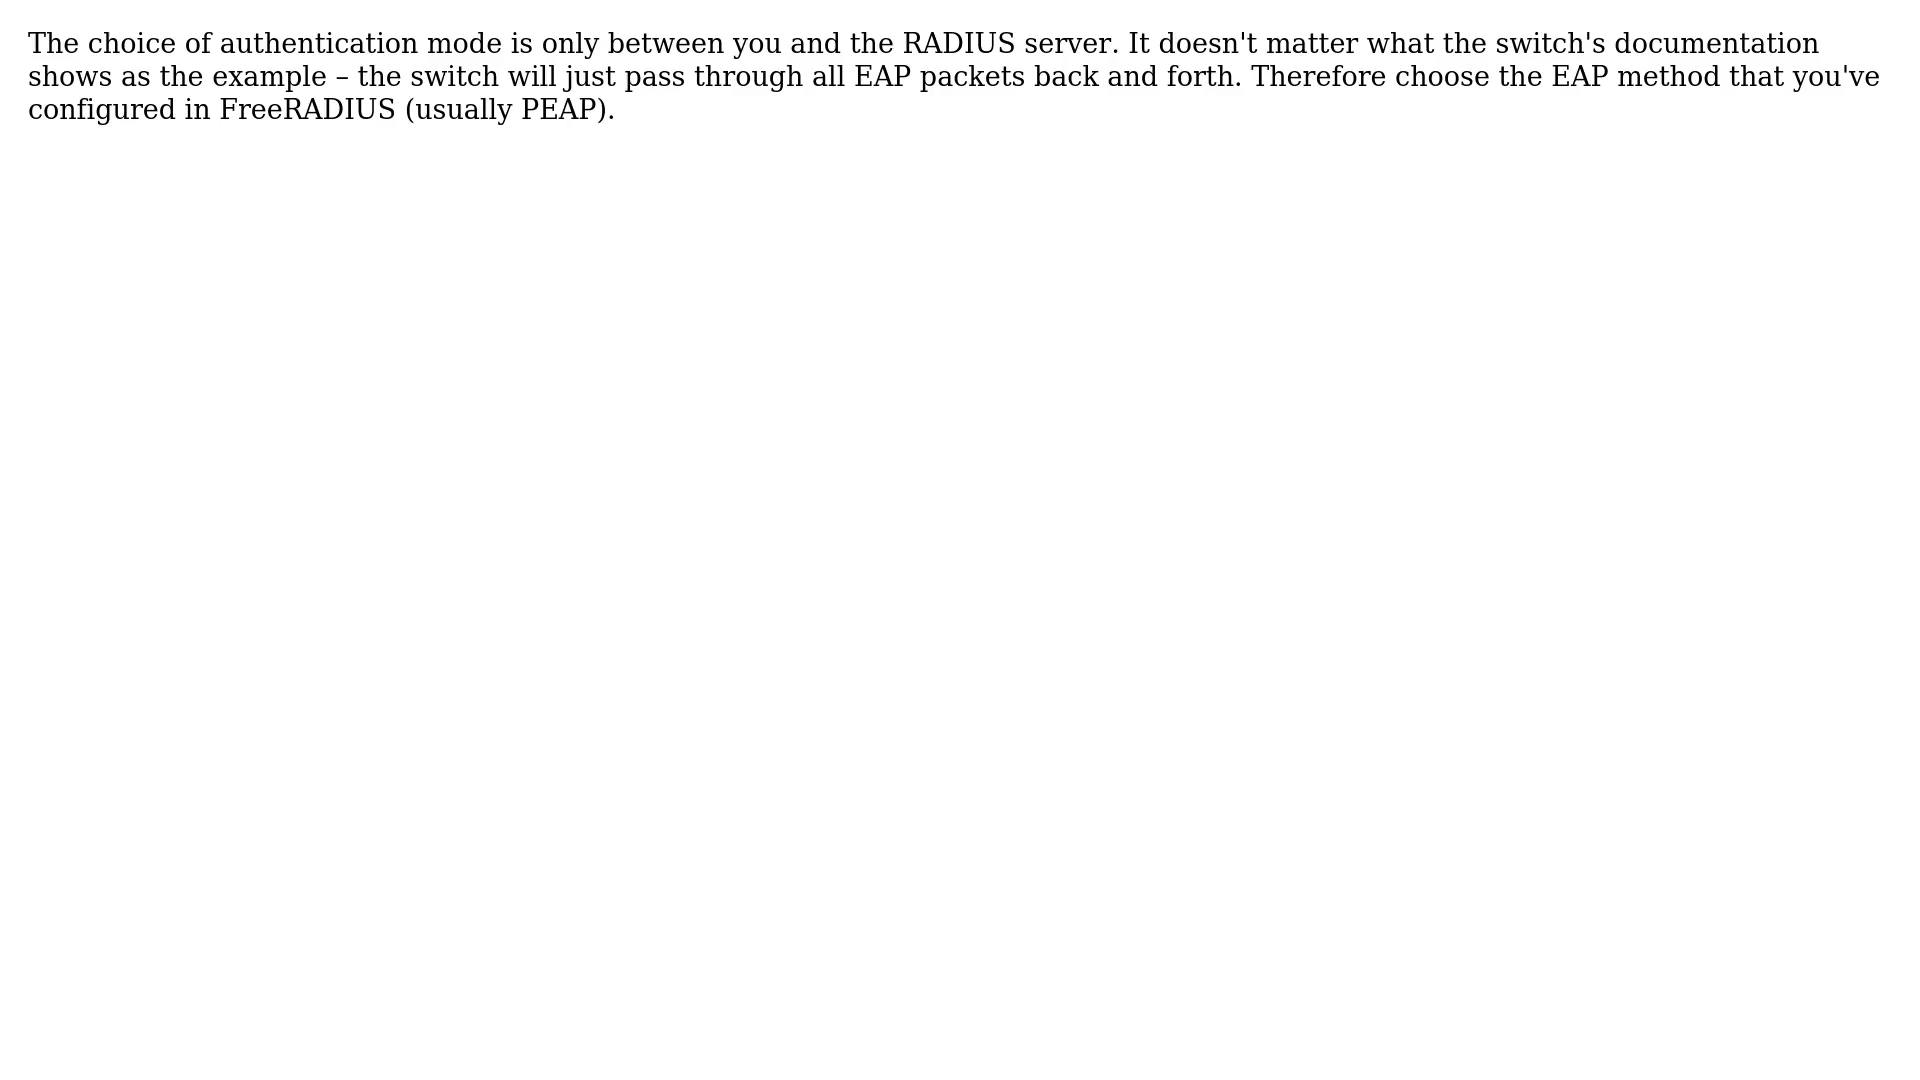 The choice of authentication mode is only between you and the RADIUS server. It doesn't matter what the switch's documentation
shows as the example – the switch will just pass through all EAP packets back and forth. Therefore choose the EAP method that you've
configured in FreeRADIUS (usually PEAP).